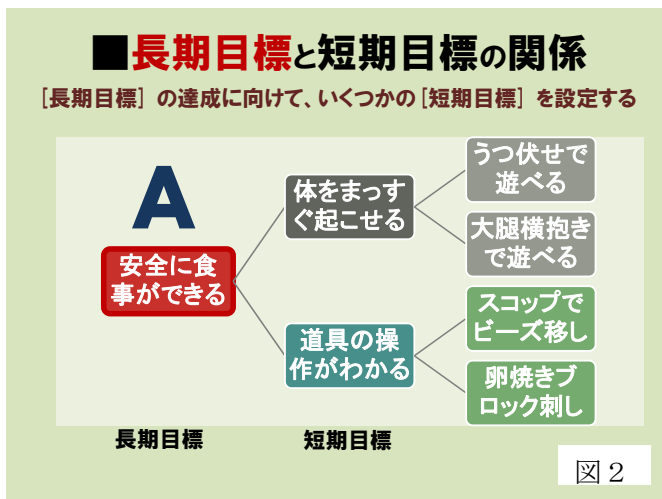 ■長期目標と短期目標の関係
[長期目標] の達成に向けて、いくつかの [短期目標] を設定する
A
安全に食
事ができる
体をまっす
ぐ起こせる
うつ伏せで
遊べる
大腿横抱き
で遊べる
道具の操
作がわかる
スコップで
ビーズ移し
卵焼きブ
ロック刺し
長期目標
短期目標
図２